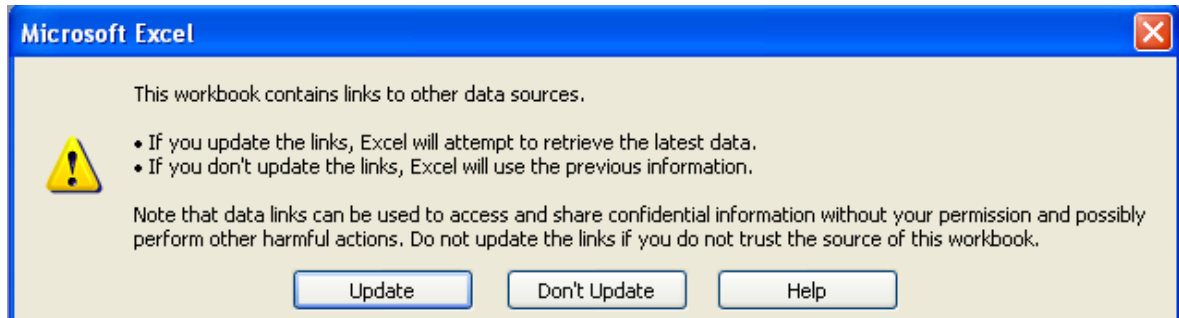 Microsoft Excel
This workbook contains links to other data sources.
• If you update the links, Excel will attempt to retrieve the latest data.
• If you don't update the links, Excel will use the previous information.
Note that data links can be used to access and share confidential information without your permission and possibly
perform other harmful actions. Do not update the links if you do not trust the source of this workbook.
Update Don't Update Help